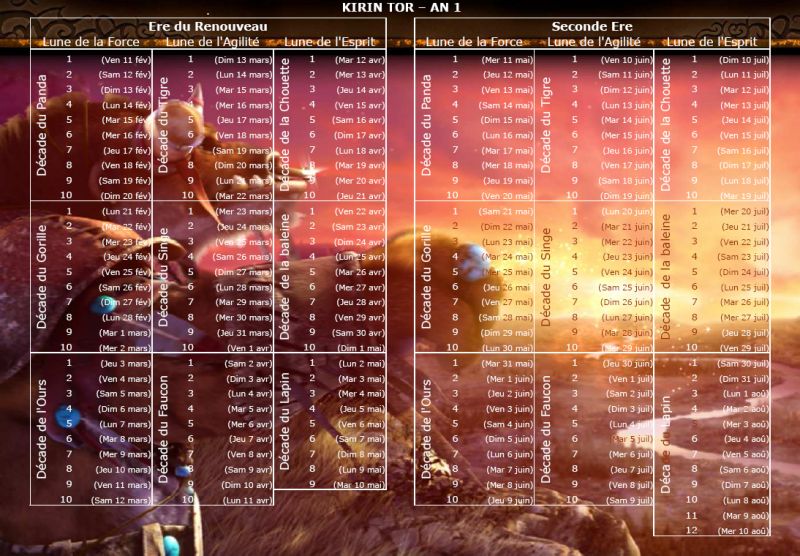 KIRIN TOR – AN 1
Ere du Renouveau
Lune de la Force Lune de l'Agilité Lune de l'Esprit
Décade du Panda Décade du Tigre Décade de la Chouette
1 (Ven 11 fév) 1 (Dim 13 mars) 1 (Mar 12 avr)
2 (Sam 12 fév) 2 (Lun 14 mars) 2 (Mer 13 avr)
3 (Dim 13 fév) 3 (Mar 15 mars) 3 (Jeu 14 avr)
4 (Lun 14 fév) 4 (Mer 16 mars) 4 (Ven 15 avr)
5 (Mar 15 fév) 5 (Jeu 17 mars) 5 (Sam 16 avr)
6 (Mer 16 fév) 6 (Ven 18 mars) 6 (Dim 17 avr)
7 (Jeu 17 fév) 7 (Sam 19 mars) 7 (Lun 18 avr)
8 (Ven 18 fév) 8 (Dim 20 mars) 8 (Mar 19 avr)
9 (Sam 19 fév) 9 (Lun 21 mars) 9 (Mer 20 avr)
10 (Dim 20 fév) 10 (Mar 22 mars) 10 (Jeu 21 avr)
Décade du Gorille Décade du Singe Décade de la baleine
1 (Lun 21 fév) 1 (Mer 23 mars) 1 (Ven 22 avr)
2 (Mar 22 fév) 2 (Jeu 24 mars) 2 (Sam 23 avr)
3 (Mer 23 fév) 3 (Ven 25 mars) 3 (Dim 24 avr)
4 (Jeu 24 fév) 4 (Sam 26 mars) 4 (Lun 25 avr)
5 (Ven 25 fév) 5 (Dim 27 mars) 5 (Mar 26 avr)
6 (Sam 26 fév) 6 (Lun 28 mars) 6 (Mer 27 avr)
7 (Dim 27 fév) 7 (Mar 29 mars) 7 (Jeu 28 avr)
8 (Lun 28 fév) 8 (Mer 30 mars) 8 (Ven 29 avr)
9 (Mar 1 mars) 9 (Jeu 31 mars) 9 (Sam 30 avr)
10 (Mer 2 mars) 10 (Ven 1 avr) 10 (Dim 1 mai)
Décade de l'Ours Décade du Faucon Décade du Lapin
1 (Jeu 3 mars) 1 (Sam 2 avr) 1 (Lun 2 mai)
2 (Ven 4 mars) 2 (Dim 3 avr) 2 (Mar 3 mai)
3 (Sam 5 mars) 3 (Lun 4 avr) 3 (Mer 4 mai)
4 (Dim 6 mars) 4 (Mar 5 avr) 4 (Jeu 5 mai)
5 (Lun 7 mars) 5 (Mer 6 avr) 5 (Ven 6 mai)
6 (Mar 8 mars) 6 (Jeu 7 avr) 6 (Sam 7 mai)
7 (Mer 9 mars) 7 (Ven 8 avr) 7 (Dim 8 mai)
8 (Jeu 10 mars) 8 (Sam 9 avr) 8 (Lun 9 mai)
9 (Ven 11 mars) 9 (Dim 10 avr) 9 (Mar 10 mai)
10 (Sam 12 mars) 10 (Lun 11 avr)
Seconde Ere
Lune de la Force Lune de l'Agilité Lune de l'Esprit
Décade du Panda Décade du Tigre Décade de la Chouette
1 (Mer 11 mai) 1 (Ven 10 juin) 1 (Dim 10 juil)
2 (Jeu 12 mai) 2 (Sam 11 juin) 2 (Lun 11 juil)
3 (Ven 13 mai) 3 (Dim 12 juin) 3 (Mar 12 juil)
4 (Sam 14 mai) 4 (Lun 13 juin) 4 (Mer 13 juil)
5 (Dim 15 mai) 5 (Mar 14 juin) 5 (Jeu 14 juil)
6 (Lun 16 mai) 6 (Mer 15 juin) 6 (Ven 15 juil)
7 (Mar 17 mai) 7 (Jeu 16 juin) 7 (Sam 16 juil)
8 (Mer 18 mai) 8 (Ven 17 juin) 8 (Dim 17 juil)
9 (Jeu 19 mai) 9 (Sam 18 juin) 9 (Lun 18 juil)
10 (Ven 20 mai) 10 (Dim 19 juin) 10 (Mar 19 juil)
Décade du Gorille Décade du Singe Décade de la baleine
1 (Sam 21 mai) 1 (Lun 20 juin) 1 (Mer 20 juil)
2 (Dim 22 mai) 2 (Mar 21 juin) 2 (Jeu 21 juil)
3 (Lun 23 mai) 3 (Mer 22 juin) 3 (Ven 22 juil)
4 (Mar 24 mai) 4 (Jeu 23 juin) 4 (Sam 23 juil)
5 (Mer 25 mai) 5 (Ven 24 juin) 5 (Dim 24 juil)
6 (Jeu 26 mai) 6 (Sam 25 juin) 6 (Lun 25 juil)
7 (Ven 27 mai) 7 (Dim 26 juin) 7 (Mar 26 juil)
8 (Sam 28 mai) 8 (Lun 27 juin) 8 (Mer 27 juil)
9 (Dim 29 mai) 9 (Mar 28 juin) 9 (Jeu 28 juil)
10 (Lun 30 mai) 10 (Mer 29 juin) 10 (Ven 29 juil)
Décade de l'Ours Décade du Faucon Décade de Lapin
1 (Mar 31 mai) 1 (Jeu 30 juin) 1 (Sam 30 juil)
2 (Mer 1 juin) 2 (Ven 1 juil) 2 (Dim 31 juil)
3 (Jeu 2 juin) 3 (Sam 2 juil) 3 (Lun 1 aoû)
4 (Ven 3 juin) 4 (Dim 3 juil) 4 (Mar 2 aoû)
5 (Sam 4 juin) 5 (Lun 4 juil) 5 (Mer 3 aoû)
6 (Dim 5 juin) 6 (Mar 5 juil) 6 (Jeu 4 aoû)
7 (Lun 6 juin) 7 (Mer 6 juil) 7 (Ven 5 aoû)
8 (Mar 7 juin) 8 (Jeu 7 juil) 8 (Sam 6 aoû)
9 (Mer 8 juin) 9 (Ven 8 juil) 9 (Dim 7 aoû)
10 (Jeu 9 juin) 10 (Sam 9 juil) 10 (Lun 8 aoû)
11 (Mar 9 aoû)
12 (Mer 10 aoû)